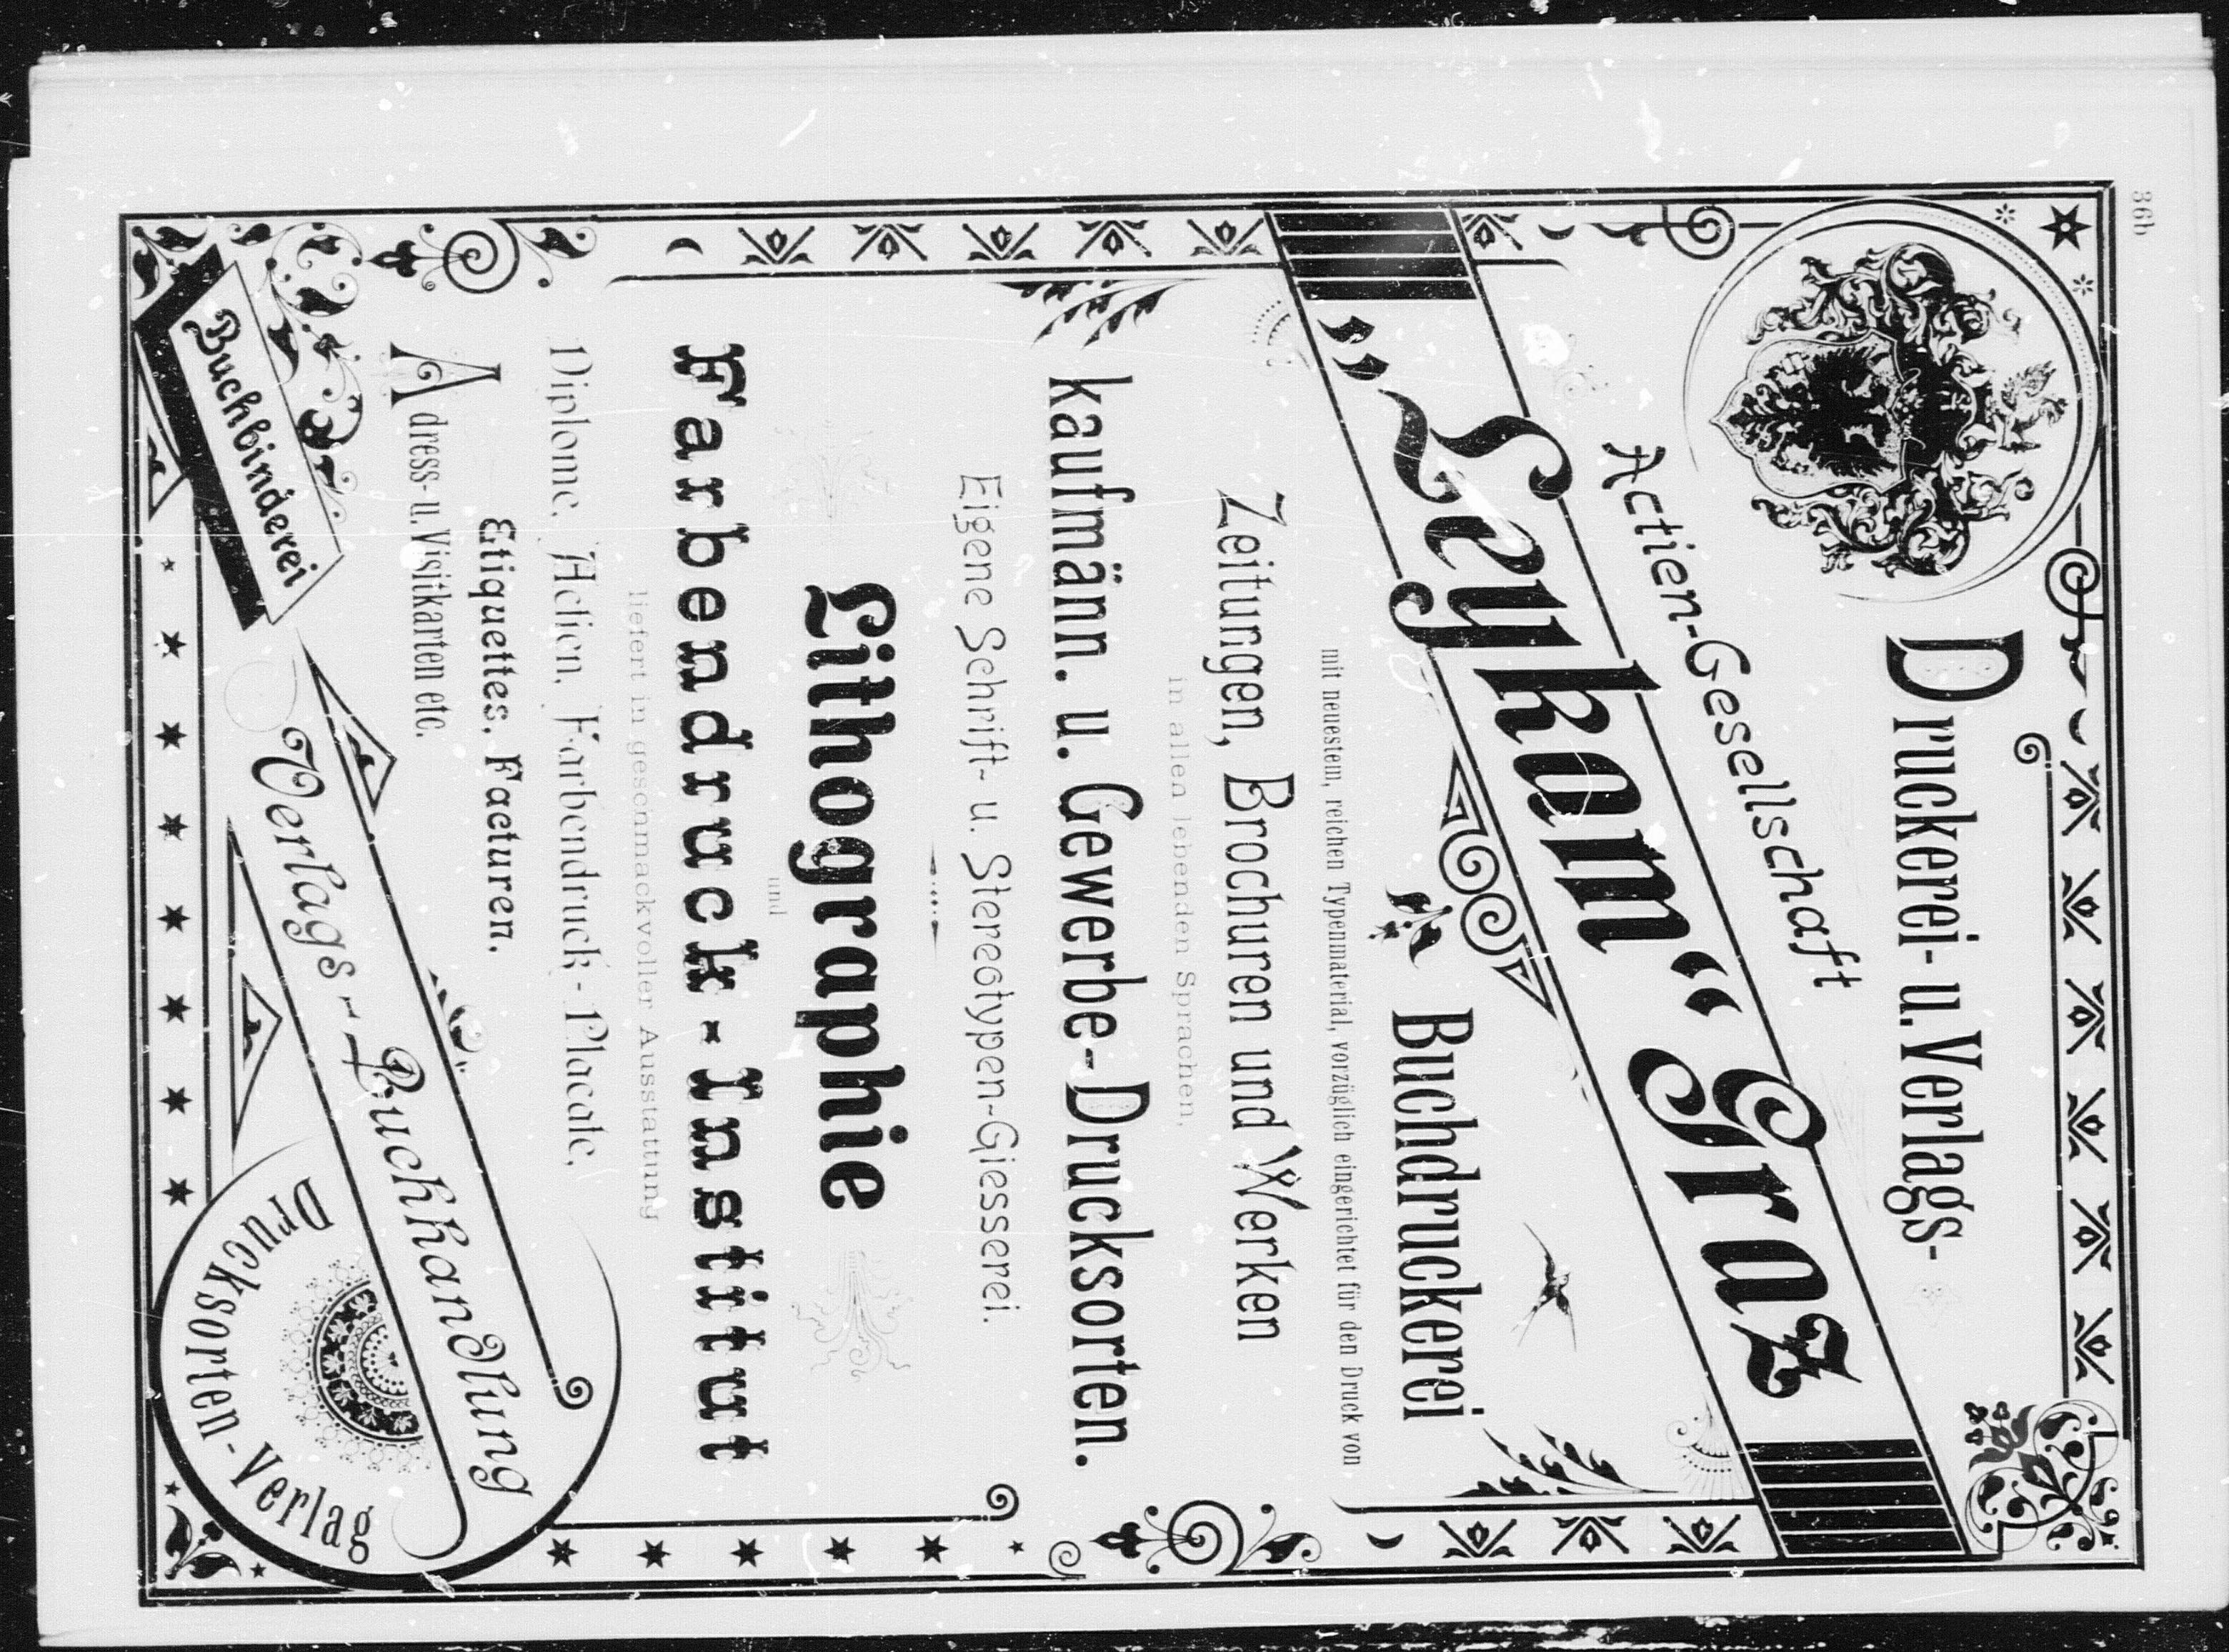 36b
Druckerei- u. Verlags-
Actien-Gesellschaft
„Leykam“ Graz
Buchdruckerei
mit neuestem, reichen Typenmaterial, vorzüglich eingerichtet für den Druck von
Zeitungen, Brochuren und Werken
in allen lebenden Sprachen,
kaufmänn. u. Gewerbe-Drucksorten.
Eigene Schrift- u. Stereotypen-Giesserei.
Lithographie
und
Farbendruck-Institut
liefert in geschmackvoller Ausstattung
Diplome, Actien, Farbendruck-Placate,
Etiquettes, Facturen,
Adress- u. Visitkarten etc.
Buchbinderei
Verlags-Buchhandlung
Drucksorten-Verlag